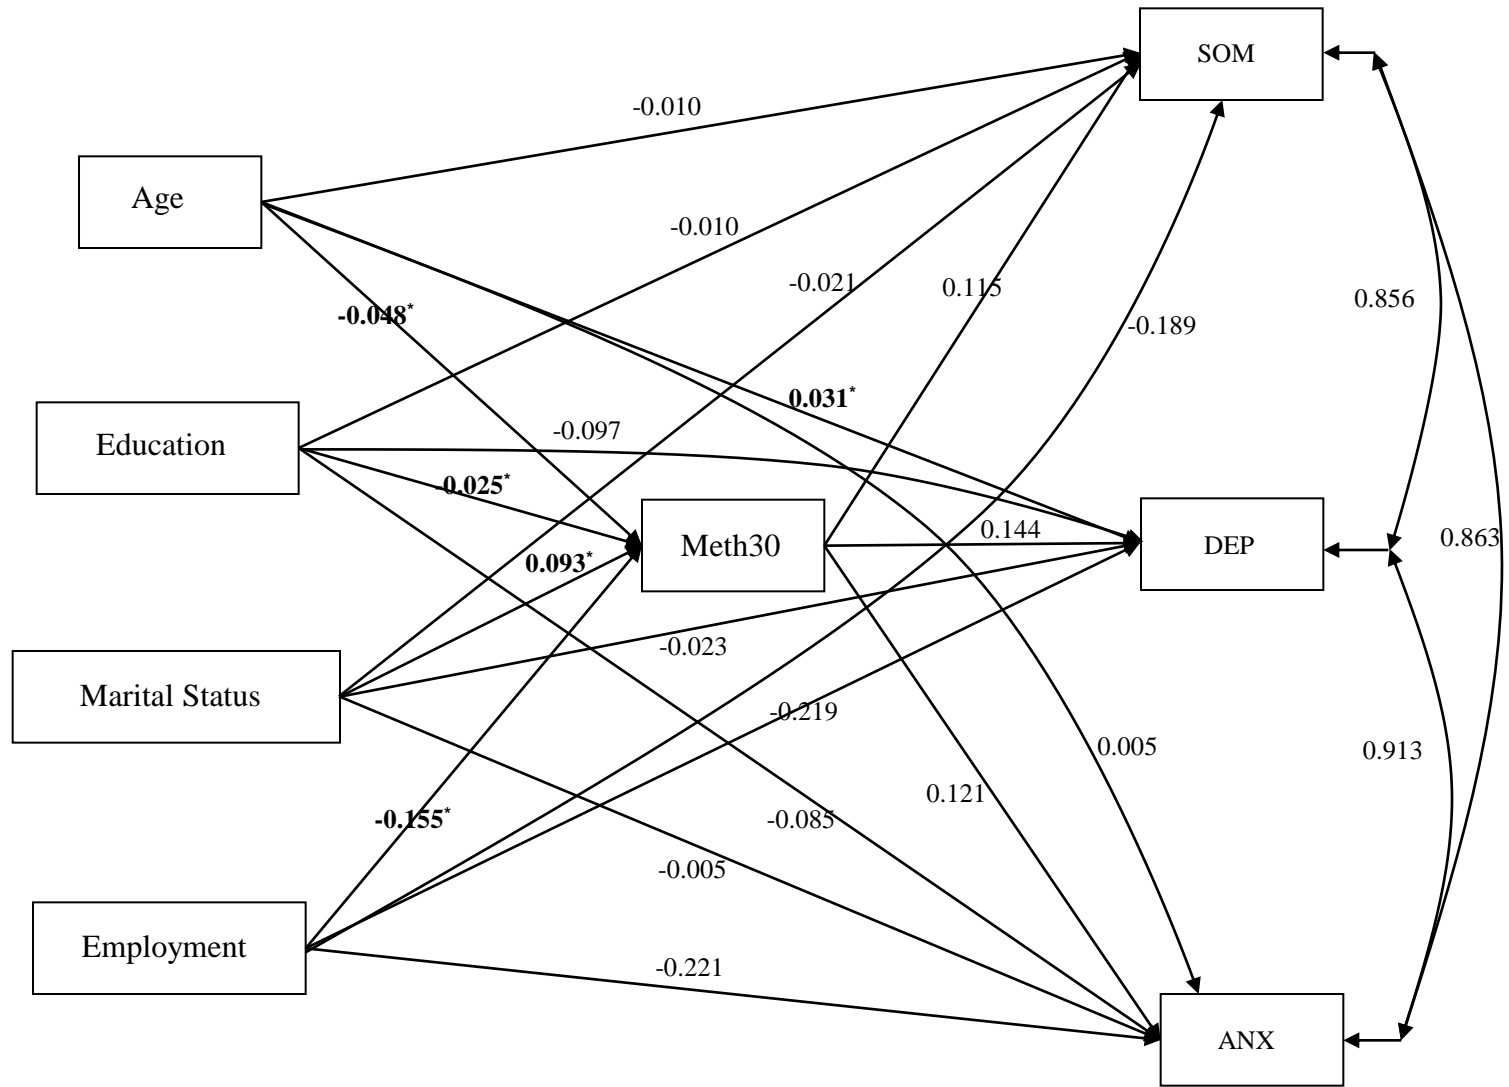 SOM
-0.010
Age
-0.010
-0.021
0.115
-0.048*
-0.189
0.856
0.031*
Education
-0.097
-0.025*
0.144
Meth30
DEP
0.863
0.093*
-0.023
Marital Status
-0.219
0.005
0.913
0.121
-0.155*
-0.085
-0.005
Employment
-0.221
ANX